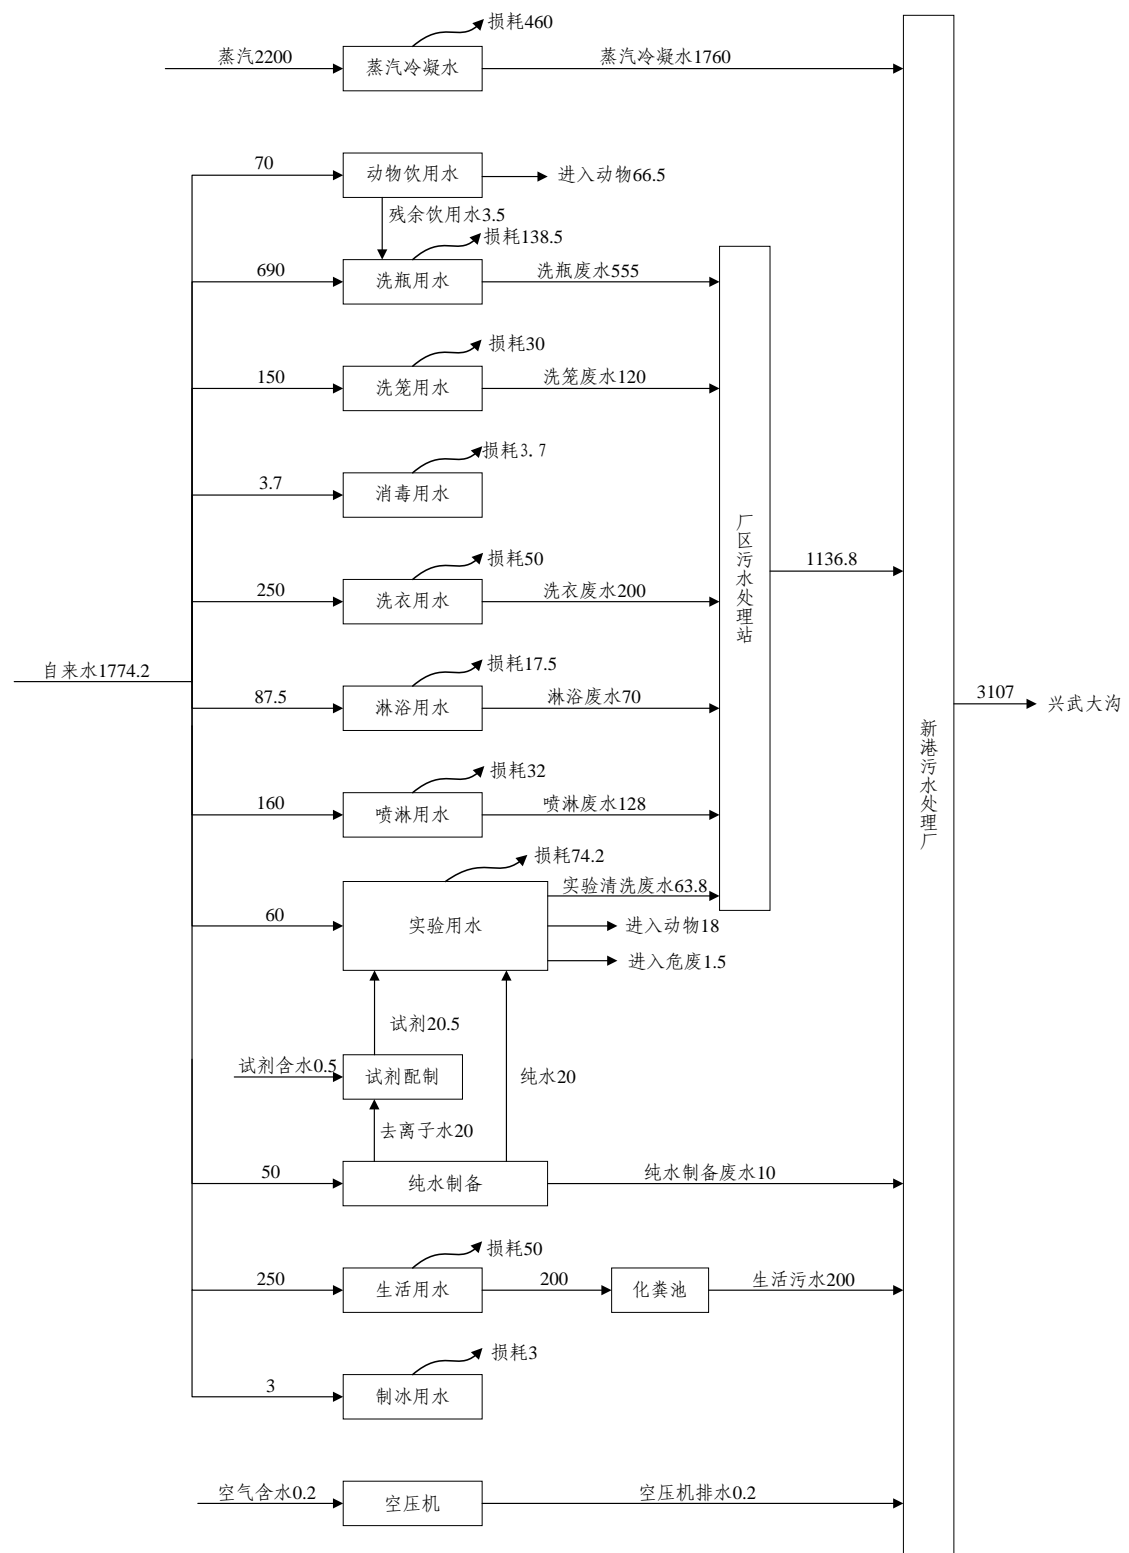 损耗460
蒸汽2200
蒸汽冷凝水
蒸汽冷凝水1760
70
动物饮用水
进入动物66.5
残余饮用水3.5
损耗138.5
690
洗瓶用水
洗瓶废水555
损耗30
150
洗笼用水
洗笼废水120
损耗3.7
3.7
消毒用水
厂区污水处理站
1136.8
损耗50
250
洗衣用水
洗衣废水200
自来水1774.2
损耗17.5
87.5
淋浴用水
淋浴废水70
3107
兴武大沟
新港污水处理厂
损耗32
160
喷淋用水
喷淋废水128
损耗74.2
实验清洗废水63.8
60
实验用水
进入动物18
进入危废1.5
试剂20.5
试剂含水0.5
试剂配制
纯水20
去离子水20
50
纯水制备
纯水制备废水10
损耗50
250
生活用水
200
化粪池
生活污水200
损耗3
3
制冰用水
空气含水0.2
空压机
空压机排水0.2